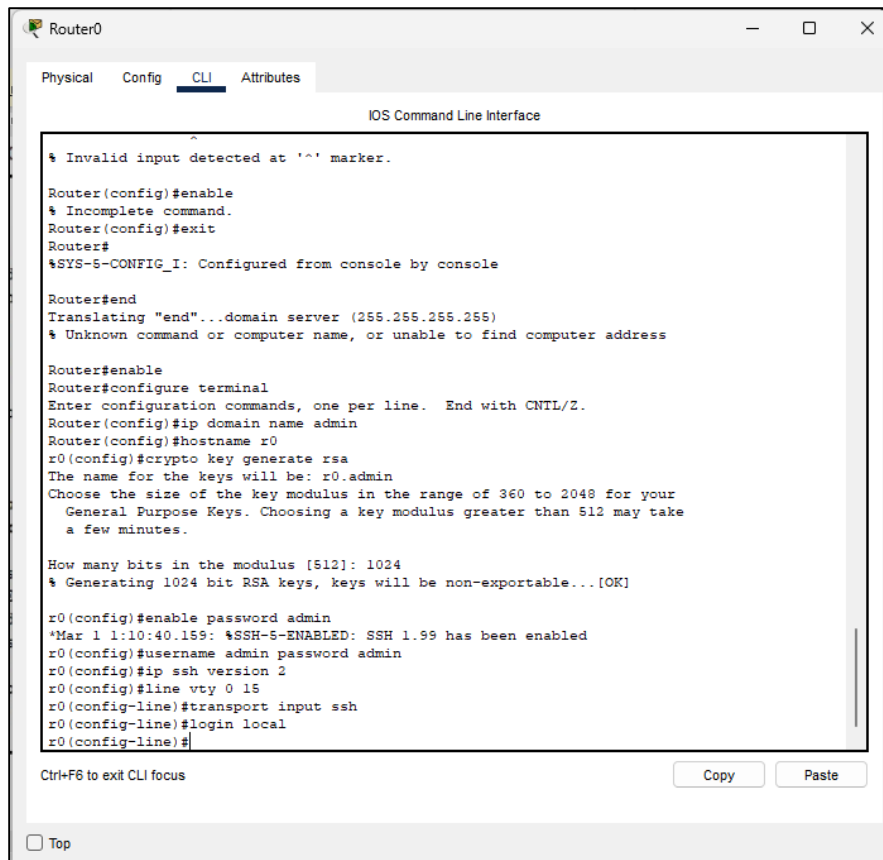 Router0
Physical Config CLI Attributes
IOS Command Line Interface
^
% Invalid input detected at '^' marker.
Router(config)#enable
% Incomplete command.
Router(config)#exit
Router#
%SYS-5-CONFIG_I: Configured from console by console
Router#end
Translating "end"...domain server (255.255.255.255)
% Unknown command or computer name, or unable to find computer address
Router#enable
Router#configure terminal
Enter configuration commands, one per line.  End with CNTL/Z.
Router(config)#ip domain name admin
Router(config)#hostname r0
r0(config)#crypto key generate rsa
The name for the keys will be: r0.admin
Choose the size of the key modulus in the range of 360 to 2048 for your
General Purpose Keys. Choosing a key modulus greater than 512 may take
a few minutes.
How many bits in the modulus [512]: 1024
% Generating 1024 bit RSA keys, keys will be non-exportable...[OK]
r0(config)#enable password admin
*Mar 1 1:10:40.159: %SSH-5-ENABLED: SSH 1.99 has been enabled
r0(config)#username admin password admin
r0(config)#ip ssh version 2
r0(config)#line vty 0 15
r0(config-line)#transport input ssh
r0(config-line)#login local
r0(config-line)#
Ctrl+F6 to exit CLI focus
Copy Paste
Top